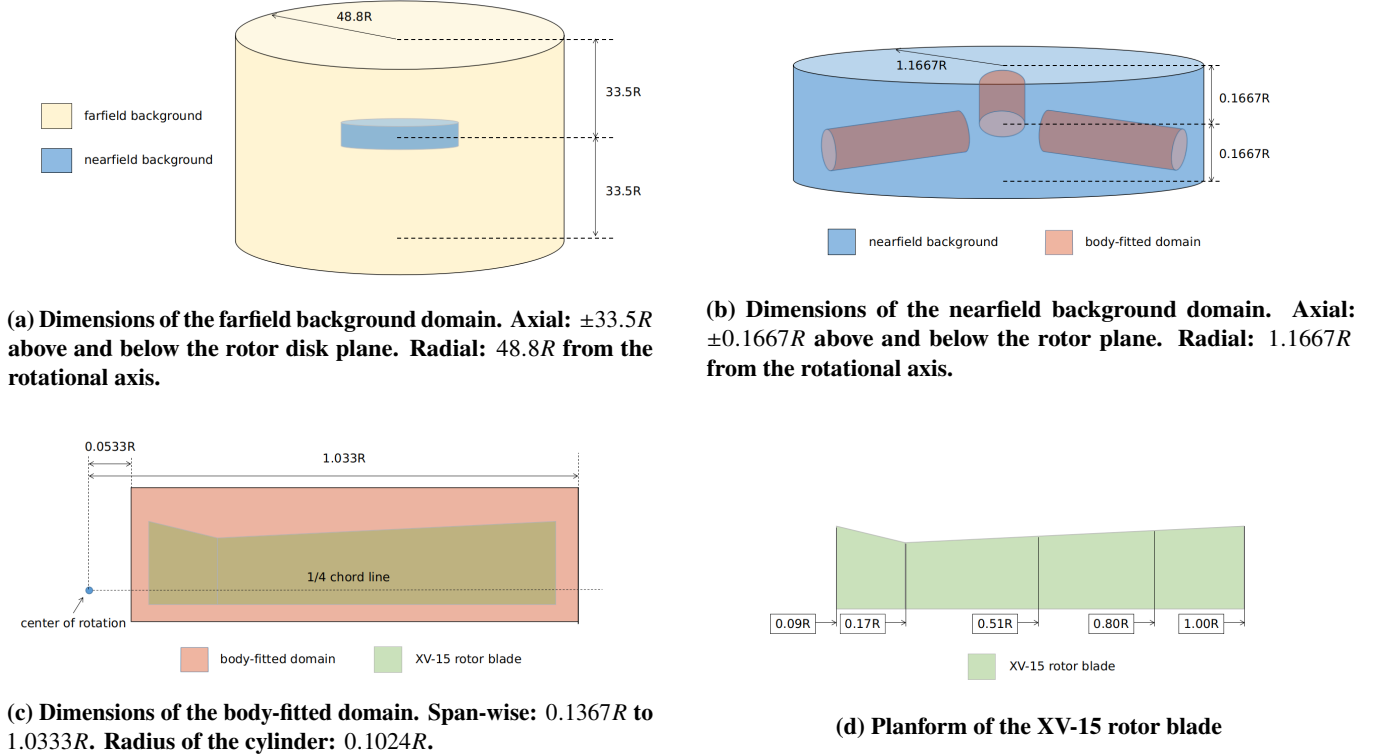 48.8R
33.5R
33.5R
farfield background
nearfield background
(a) Dimensions of the farfield background domain. Axial: ±33.5R
above and below the rotor disk plane. Radial: 48.8R from the
rotational axis.
1.1667R
0.1667R
0.1667R
nearfield background
body-fitted domain
(b) Dimensions of the nearfield background domain. Axial:
±0.1667R above and below the rotor plane. Radial: 1.1667R
from the rotational axis.
0.0533R
1.033R
1/4 chord line
center of rotation
body-fitted domain
XV-15 rotor blade
(c) Dimensions of the body-fitted domain. Span-wise: 0.1367R to
1.0333R. Radius of the cylinder: 0.1024R.
0.09R
0.17R
0.51R
0.80R
1.00R
XV-15 rotor blade
(d) Planform of the XV-15 rotor blade